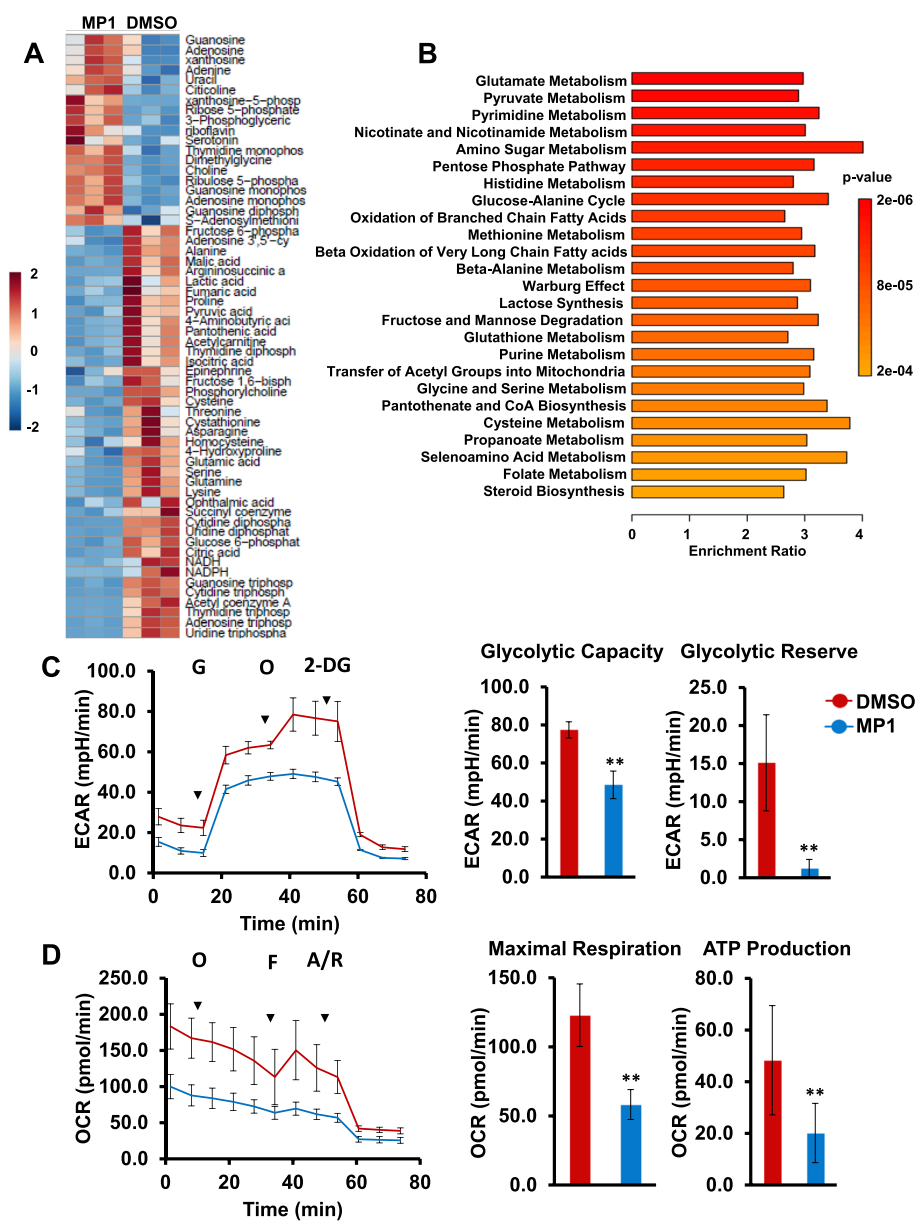 MP1 DMSO
A
Guanosine
Adenosine
xanthosine
Adenine
Uracil
Citicoline
xanthosine-5-phosp
Ribose 5-phosphate
3-Phosphoglyceric
riboflavin
Serotonin
Thymidine monophos
Dimethylglycine
Choline
Ribulose 5-phospha
Guanosine monophos
Adenosine monophos
Guanosine diphosph
S-Adenosylmethioni
Fructose 6-phospha
Adenosine 3',5'-cy
Alanine
Malic acid
Argininosuccinic a
Lactic acid
Fumaric acid
Proline
Pyruvic acid
4-Aminobutyric aci
Pantothenic acid
Acetylcarnitine
Thymidine diphosph
Isocitric acid
Epinephrine
Fructose 1,6-bisph
Phosphorylcholine
Cysteine
Threonine
Cystathionine
Asparagine
Homocysteine
4-Hydroxyproline
Glutamic acid
Serine
Glutamine
Lysine
Ophthalmic acid
Succinyl coenzyme
Cytidine diphospha
Uridine diphosphat
Glucose 6-phosphat
Citric acid
NADH
NADPH
Guanosine triphosp
Cytidine triphosph
Acetyl coenzyme A
Thymidine triphosp
Adenosine triphosp
Uridine triphospha
2
1
0
-1
-2
B
Glutamate Metabolism
Pyruvate Metabolism
Pyrimidine Metabolism
Nicotinate and Nicotinamide Metabolism
Amino Sugar Metabolism
Pentose Phosphate Pathway
Histidine Metabolism
Glucose-Alanine Cycle
Oxidation of Branched Chain Fatty Acids
Methionine Metabolism
Beta Oxidation of Very Long Chain Fatty acids
Beta-Alanine Metabolism
Warburg Effect
Lactose Synthesis
Fructose and Mannose Degradation
Glutathione Metabolism
Purine Metabolism
Transfer of Acetyl Groups into Mitochondria
Glycine and Serine Metabolism
Pantothenate and CoA Biosynthesis
Cysteine Metabolism
Propanoate Metabolism
Selenoamino Acid Metabolism
Folate Metabolism
Steroid Biosynthesis
0 1 2 3 4
Enrichment Ratio
p-value
2e-06
8e-05
2e-04
C
G O 2-DG
ECAR (mpH/min)
100.0
80.0
60.0
40.0
20.0
0.0
0 20 40 60 80
Time (min)
Glycolytic Capacity
ECAR (mpH/min)
100.0
80.0
60.0
40.0
20.0
0.0
**
Glycolytic Reserve
ECAR (mpH/min)
25.0
20.0
15.0
10.0
5.0
0.0
**
DMSO
MP1
D
O F A/R
OCR (pmol/min)
250.0
200.0
150.0
100.0
50.0
0.0
0 20 40 60 80
Time (min)
Maximal Respiration
OCR (pmol/min)
150.0
100.0
50.0
0.0
**
ATP Production
OCR (pmol/min)
80.0
60.0
40.0
20.0
0.0
**